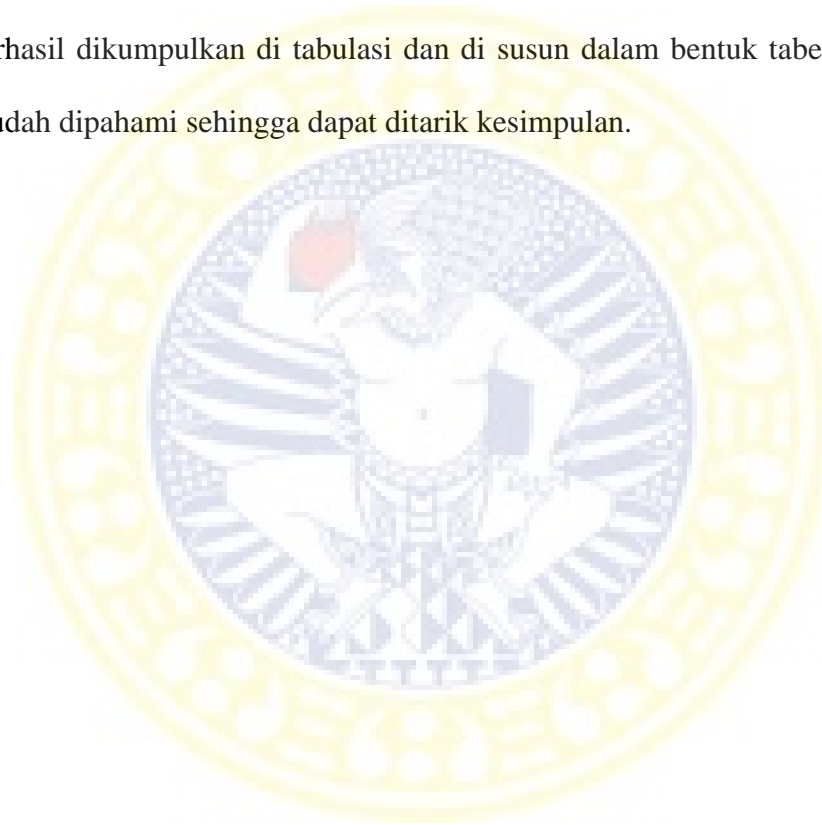 rhasil dikumpulkan di tabulasi dan di susun dalam bentuk tabe
udah dipahami sehingga dapat ditarik kesimpulan.